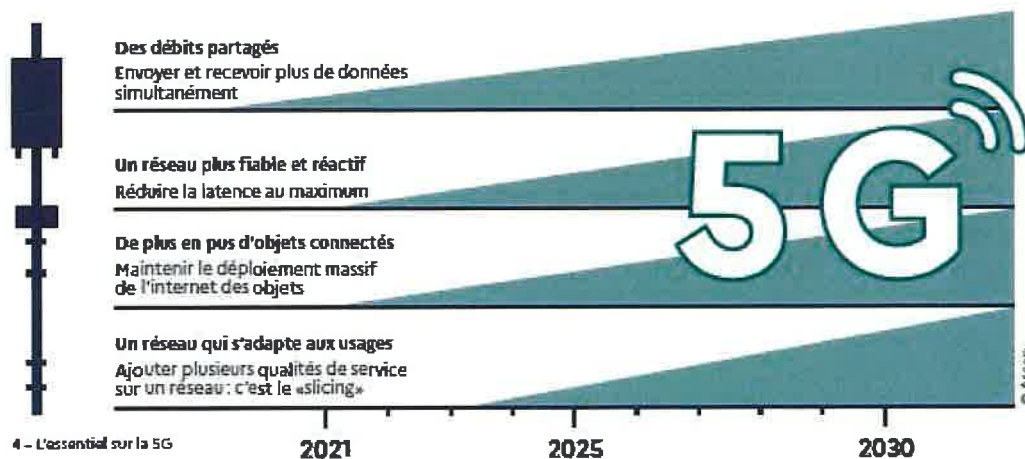 Des débits partagés
Envoyer et recevoir plus de données
simultanément
Un réseau plus fiable et réactif
Réduire la latence au maximum
5G
De plus en pus d'objets connectés
Maintenir le déploiement massif
de l'internet des objets
Un réseau qui s'adapte aux usages
Ajouter plusieurs qualités de service
sur un réseau : c'est le «slicing»
4 – L'essentiel sur la 5G
2021 2025 2030